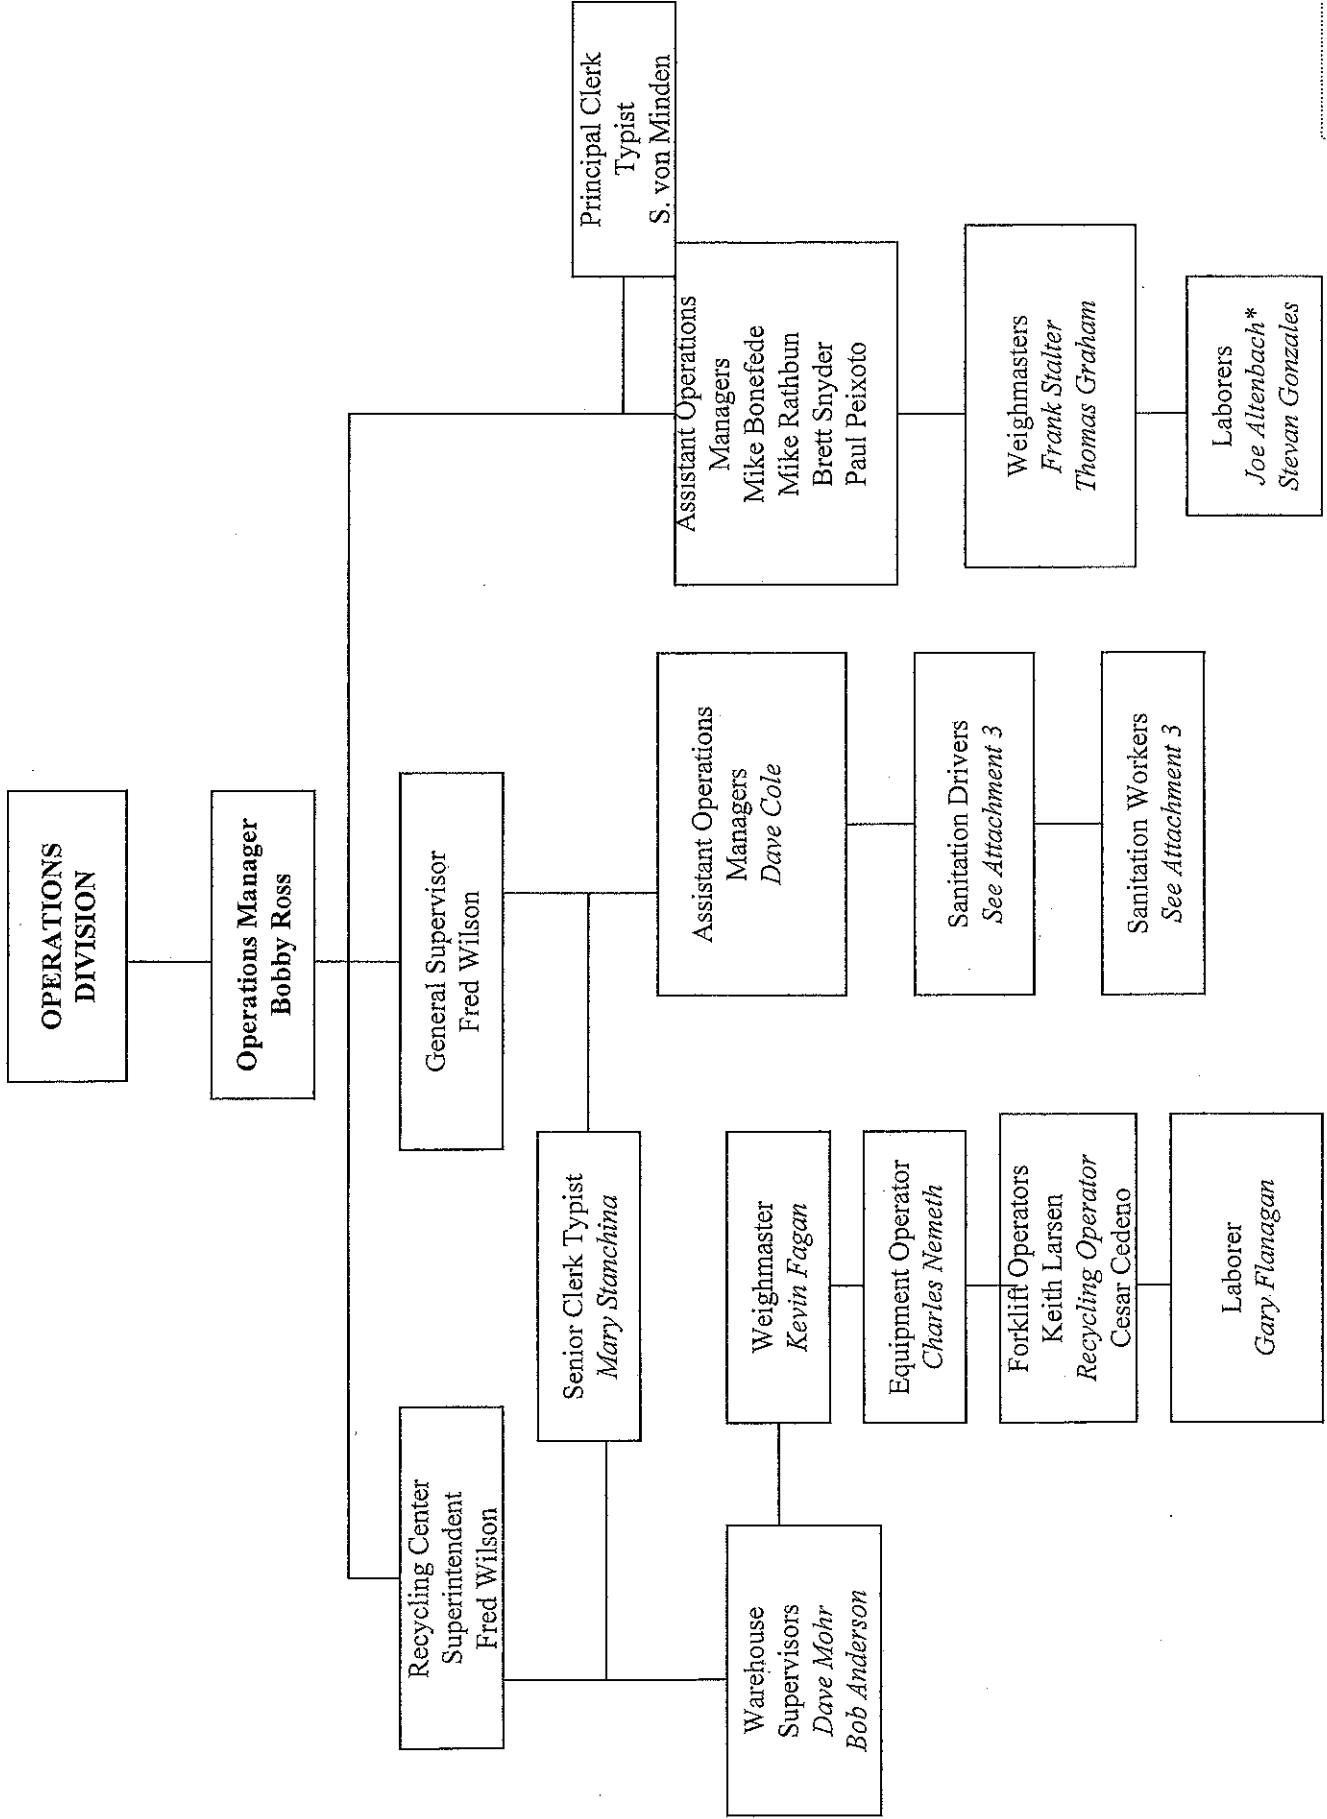 OPERATIONS
DIVISION
Operations Manager
Bobby Ross
Recycling Center
Superintendent
Fred Wilson
General Supervisor
Fred Wilson
Senior Clerk Typist
Mary Stanchina
Principal Clerk
Typist
S. von Minden
Warehouse
Supervisors
Dave Mohr
Bob Anderson
Weighmaster
Kevin Fagan
Equipment Operator
Charles Nemeth
Forklift Operators
Keith Larsen
Recycling Operator
Cesar Cedeno
Laborer
Gary Flanagan
Assistant Operations
Managers
Dave Cole
Sanitation Drivers
See Attachment 3
Sanitation Workers
See Attachment 3
Assistant Operations
Managers
Mike Bonefede
Mike Rathbun
Brett Snyder
Paul Peixoto
Weighmasters
Frank Stalter
Thomas Graham
Laborers
Joe Altenbach*
Stevan Gonzales